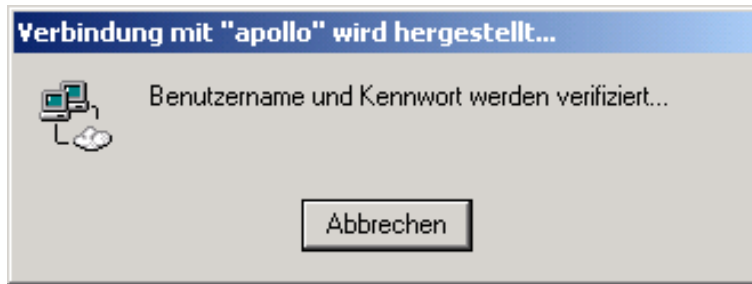 Verbindung mit "apollo" wird hergestellt...
Benutzername und Kennwort werden verifiziert...
Abbrechen